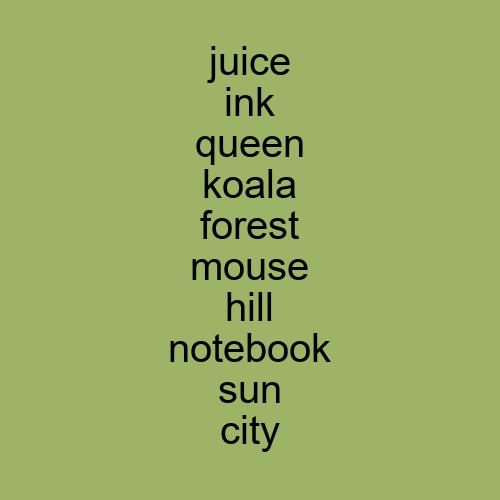 juice
ink
queen
koala
forest
mouse
hill
notebook
sun
city